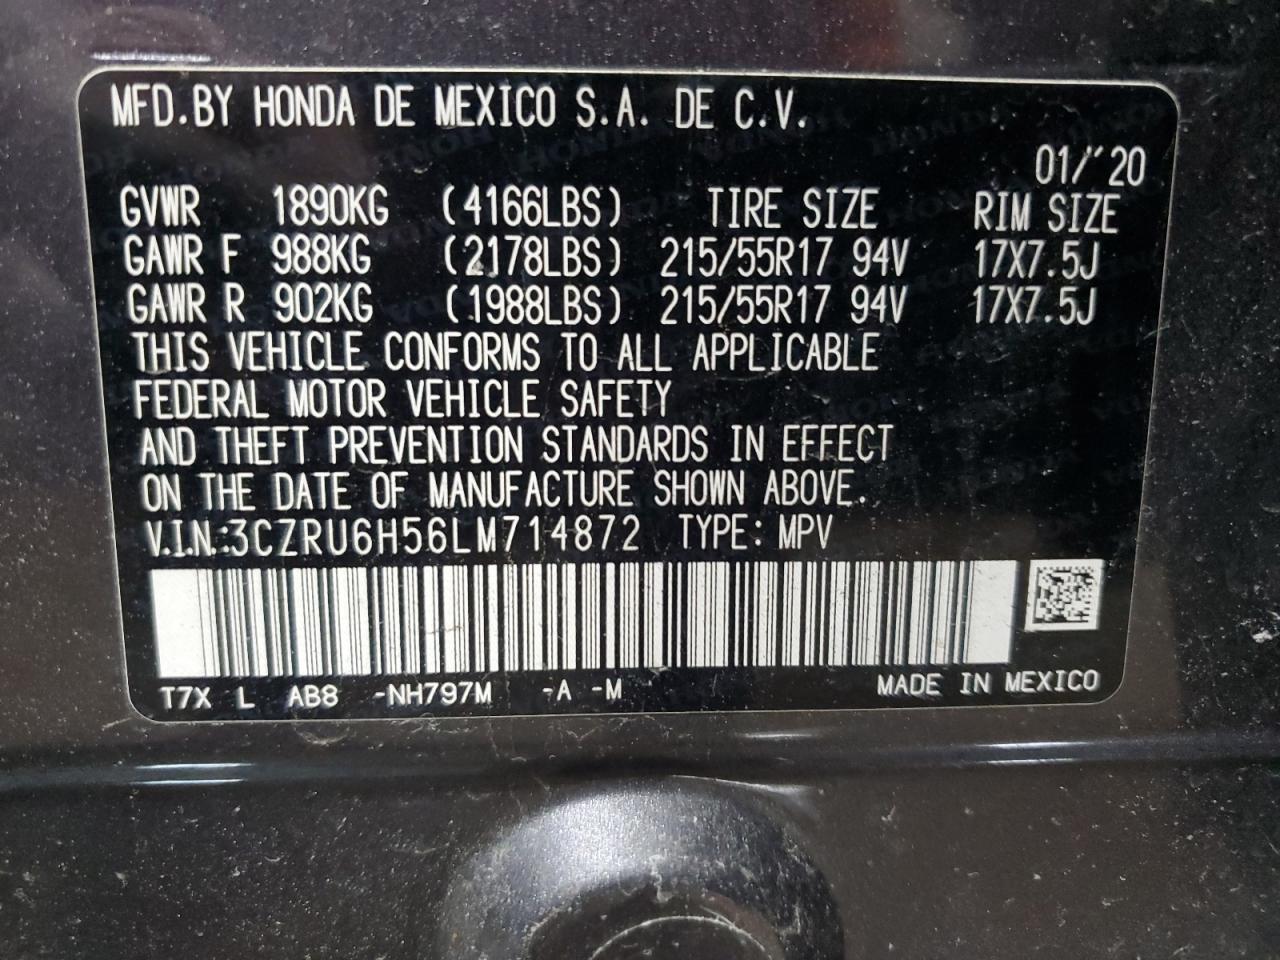 MFD.BY HONDA DE MEXICO S.A. DE C.V.
01/"20
GVWR 1890KG (4166LBS) TIRE SIZE RIM SIZE
GAWR F 988KG (2178LBS) 215/55R17 94V 17X7.5J
GAWR R 902KG (1988LBS) 215/55R17 94V 17X7.5J
THIS VEHICLE CONFORMS TO ALL APPLICABLE
FEDERAL MOTOR VEHICLE SAFETY
AND THEFT PREVENTION STANDARDS IN EFFECT
ON THE DATE OF MANUFACTURE SHOWN ABOVE.
V.I.N.:3CZRU6H56LM714872 TYPE: MPV
T7X L AB8 -NH797M -A -M MADE IN MEXICO